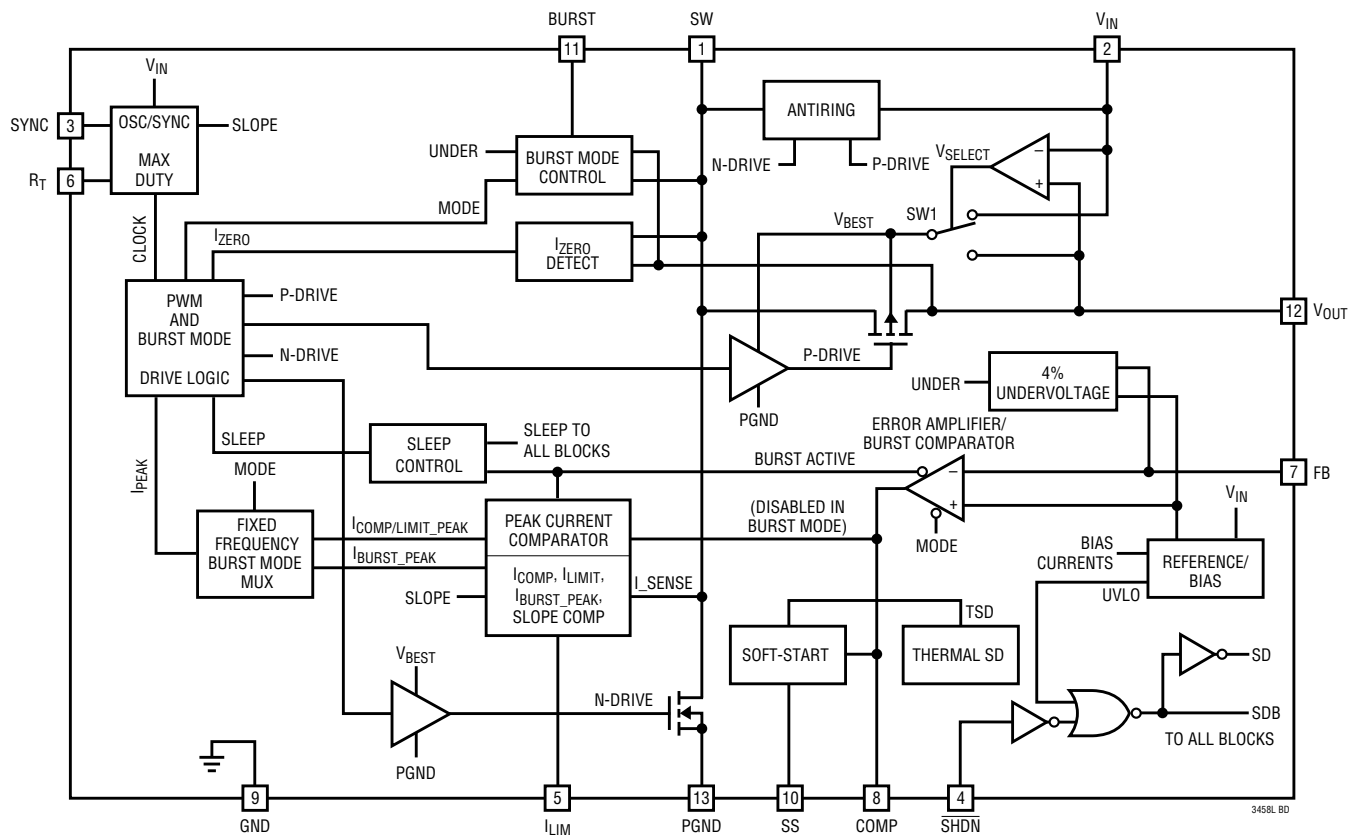 BURST
SW
VIN
11
1
2
VIN
SYNC
3
OSC/SYNC
SLOPE
MAX
DUTY
RT
6
ANTIRING
N-DRIVE
P-DRIVE
UNDER
BURST MODE
CONTROL
VSELECT
–
+
MODE
CLOCK
IZERO
IZERO
DETECT
VBEST
SW1
PWM
AND
BURST MODE
DRIVE LOGIC
P-DRIVE
N-DRIVE
12
VOUT
P-DRIVE
PGND
UNDER
4%
UNDERVOLTAGE
ERROR AMPLIFIER/
BURST COMPARATOR
SLEEP
SLEEP
CONTROL
SLEEP TO
ALL BLOCKS
BURST ACTIVE
–
+
7
FB
IPEAK
MODE
(DISABLED IN
BURST MODE)
MODE
VIN
FIXED
FREQUENCY
BURST MODE
MUX
ICOMP/LIMIT_PEAK
IBURST_PEAK
PEAK CURRENT
COMPARATOR
ICOMP, ILIMIT,
IBURST_PEAK,
SLOPE COMP
SLOPE
I_SENSE
BIAS
CURRENTS
REFERENCE/
BIAS
UVLO
TSD
SOFT-START
THERMAL SD
VBEST
N-DRIVE
PGND
SD
SDB
TO ALL BLOCKS
9
5
13
10
8
4
GND
ILIM
PGND
SS
COMP
SHDN
3458L BD